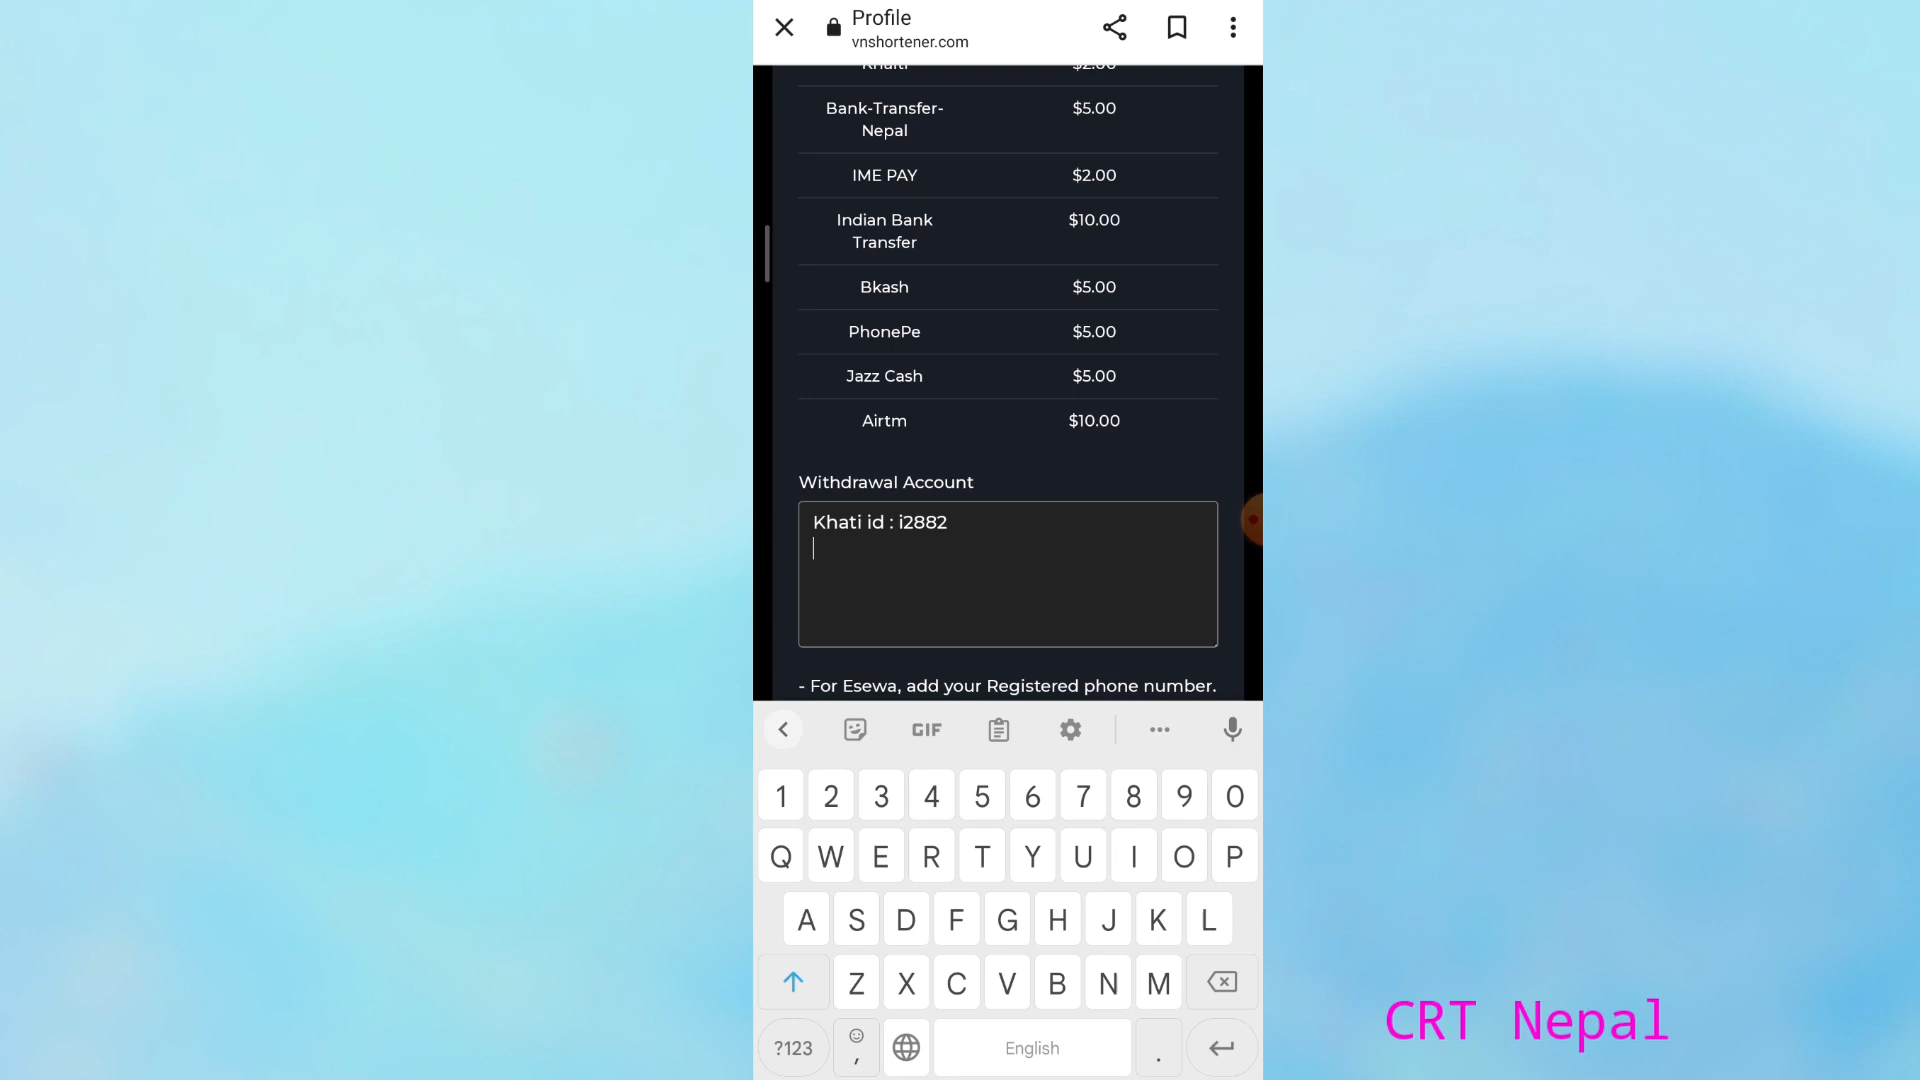 Profile
vnshortener.com
Khalti $2.00
Bank-Transfer-
Nepal
$5.00
IME PAY $2.00
Indian Bank
Transfer
$10.00
Bkash $5.00
PhonePe $5.00
Jazz Cash $5.00
Airtm $10.00
Withdrawal Account
Khati id : i2882
- For Esewa, add your Registered phone number.
GIF
1 2 3 4 5 6 7 8 9 0
Q W E R T Y U I O P
A S D F G H J K L
Z X C V B N M
?123 , English .
CRT Nepal